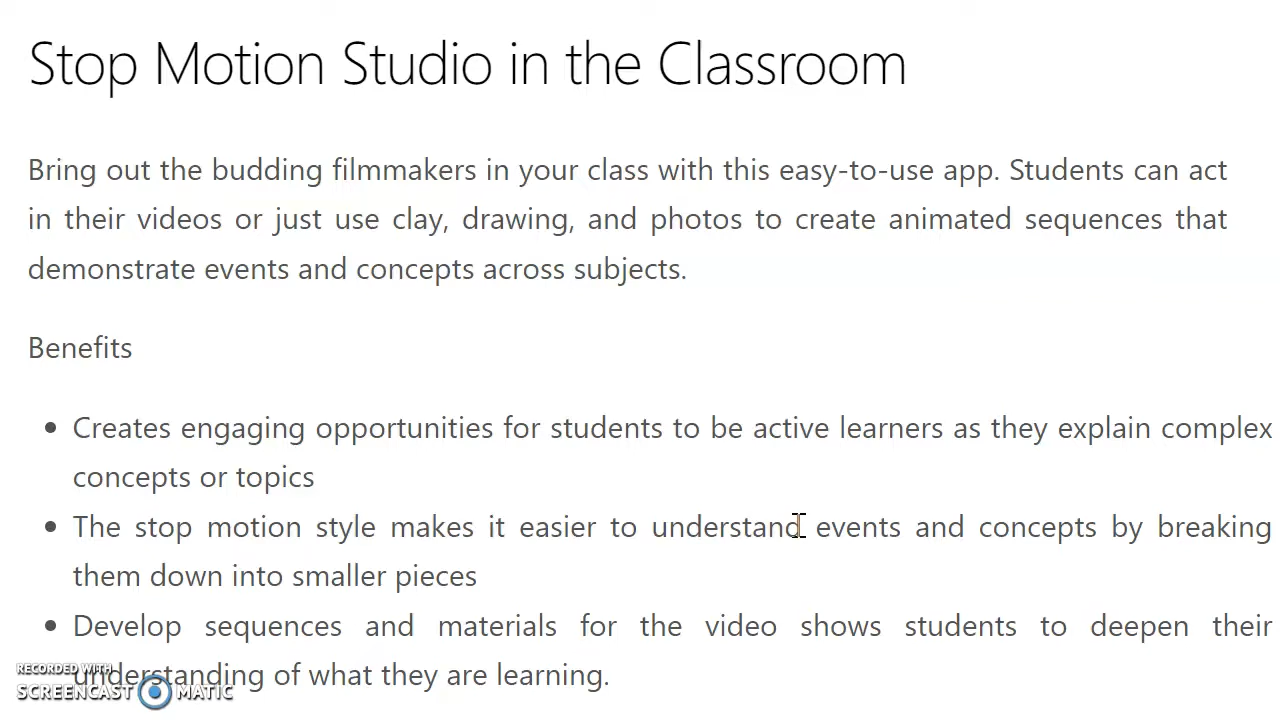 Stop Motion Studio in the Classroom
Bring out the budding filmmakers in your class with this easy-to-use app. Students can act
in their videos or just use clay, drawing, and photos to create animated sequences that
demonstrate events and concepts across subjects.
Benefits
• Creates engaging opportunities for students to be active learners as they explain complex
concepts or topics
• The stop motion style makes it easier to understand events and concepts by breaking
them down into smaller pieces
• Develop sequences and materials for the video shows students to deepen their
understanding of what they are learning.
RECORDED WITH
SCREENCAST MATIC